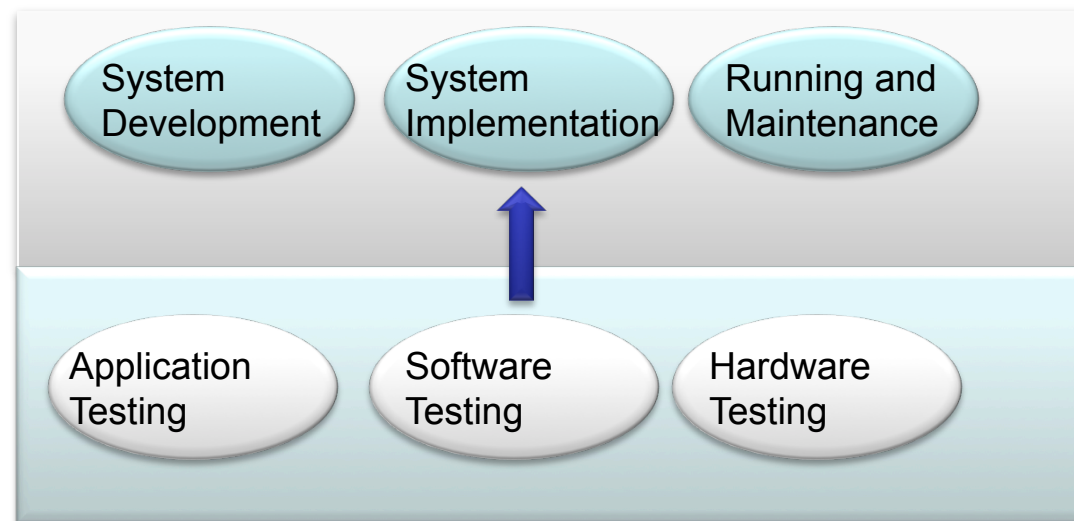 System
Development
System
Implementation
Running and
Maintenance
Application
Testing
Software
Testing
Hardware
Testing